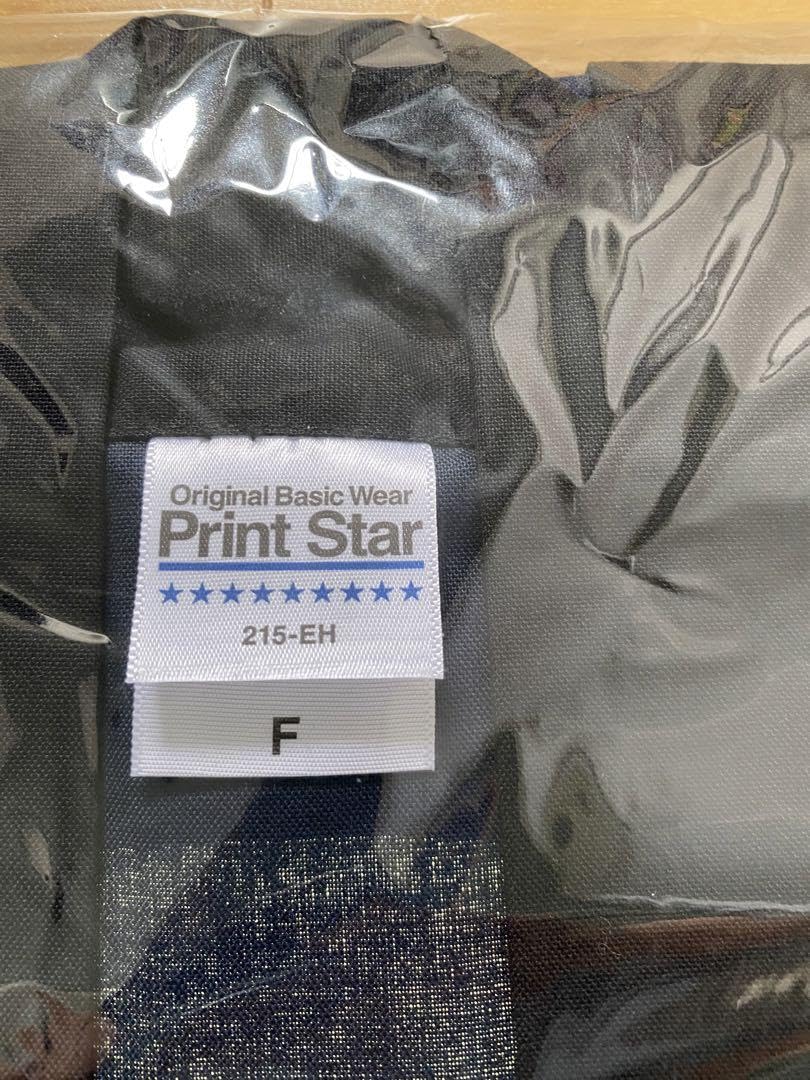 Original Basic Wear
Print Star
★★★★★★★★★
215-EH
F